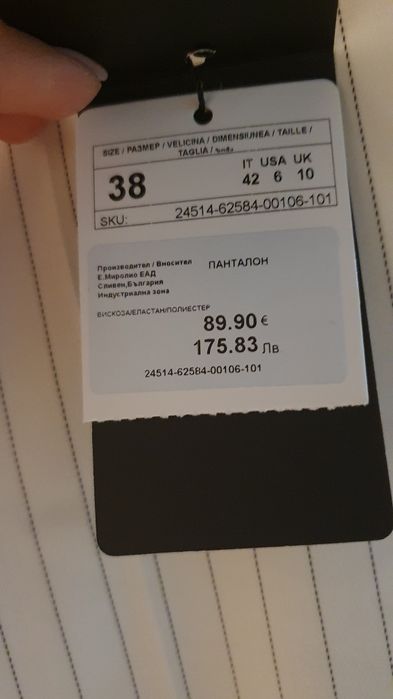 SIZE / РАЗМЕР / VELICINA / DIMENSIUNEA / TAILLE /
TAGLIA /
IT USA UK
38 42 6 10
SKU: 24514-62584-00106-101
Производител / Вносител ПАНТАЛОН
Е.Миролио ЕАД
Сливен,България
Индустриална зона
ВИСКОЗА/ЕЛАСТАН/ПОЛИЕСТЕР
89.90 €
175.83 Лв
24514-62584-00106-101